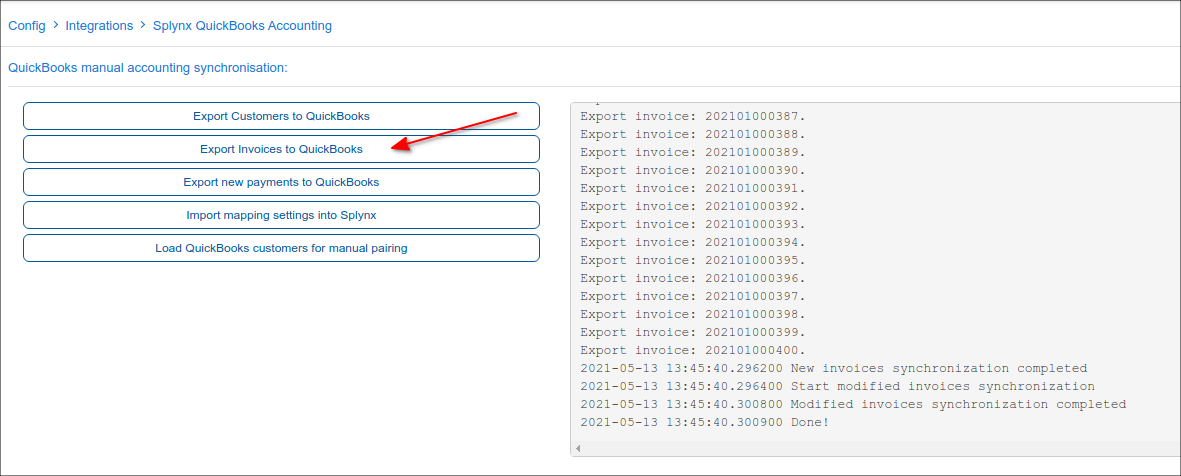 Config > Integrations > Splynx QuickBooks Accounting
QuickBooks manual accounting synchronisation:
Export Customers to QuickBooks
Export Invoices to QuickBooks
Export new payments to QuickBooks
Import mapping settings into Splynx
Load QuickBooks customers for manual pairing
Export invoice: 202101000387.
Export invoice: 202101000388.
Export invoice: 202101000389.
Export invoice: 202101000390.
Export invoice: 202101000391.
Export invoice: 202101000392.
Export invoice: 202101000393.
Export invoice: 202101000394.
Export invoice: 202101000395.
Export invoice: 202101000396.
Export invoice: 202101000397.
Export invoice: 202101000398.
Export invoice: 202101000399.
Export invoice: 202101000400.
2021-05-13 13:45:40.296200 New invoices synchronization completed
2021-05-13 13:45:40.296400 Start modified invoices synchronization
2021-05-13 13:45:40.300800 Modified invoices synchronization completed
2021-05-13 13:45:40.300900 Done!